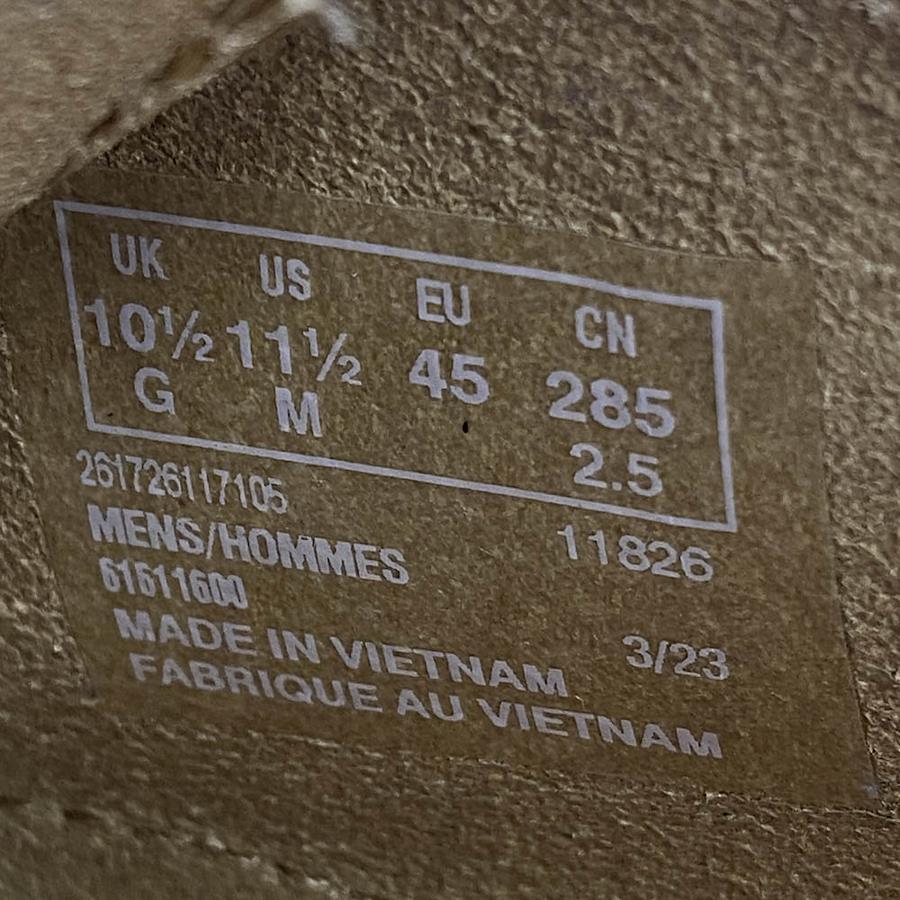 UK US EU CN
10½ 11½ 45 285
G M 2.5
261726117105
MENS/HOMMES 11826
61611600
MADE IN VIETNAM 3/23
FABRIQUE AU VIETNAM